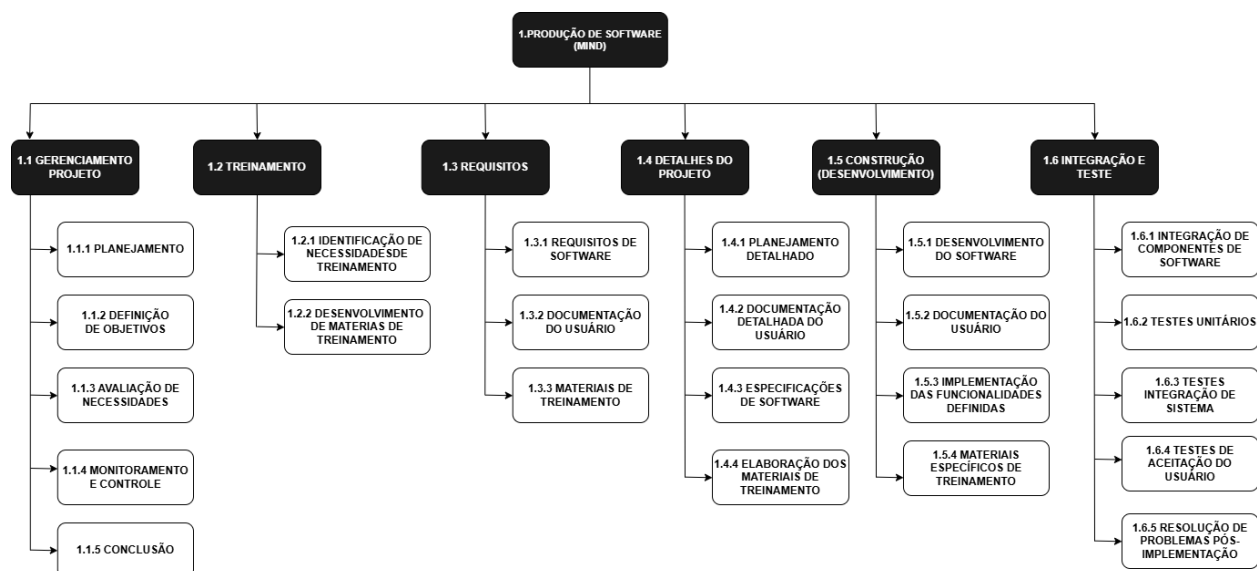 1.PRODUÇÃO DE SOFTWARE
(MIND)
1.1 GERENCIAMENTO
PROJETO
1.2 TREINAMENTO
1.3 REQUISITOS
1.4 DETALHES DO
PROJETO
1.5 CONSTRUÇÃO
(DESENVOLVIMENTO)
1.6 INTEGRAÇÃO E
TESTE
1.1.1 PLANEJAMENTO
1.1.2 DEFINIÇÃO
DE OBJETIVOS
1.1.3 AVALIAÇÃO DE
NECESSIDADES
1.1.4 MONITORAMENTO
E CONTROLE
1.1.5 CONCLUSÃO
1.2.1 IDENTIFICAÇÃO DE
NECESSIDADESDE
TREINAMENTO
1.2.2 DESENVOLVIMENTO
DE MATERIAS DE
TREINAMENTO
1.3.1 REQUISITOS DE
SOFTWARE
1.3.2 DOCUMENTAÇÃO
DO USUÁRIO
1.3.3 MATERIAIS DE
TREINAMENTO
1.4.1 PLANEJAMENTO
DETALHADO
1.4.2 DOCUMENTAÇÃO
DETALHADA DO
USUÁRIO
1.4.3 ESPECIFICAÇÕES
DE SOFTWARE
1.4.4 ELABORAÇÃO DOS
MATERIAIS DE
TREINAMENTO
1.5.1 DESENVOLVIMENTO
DO SOFTWARE
1.5.2 DOCUMENTAÇÃO DO
USUÁRIO
1.5.3 IMPLEMENTAÇÃO
DAS FUNCIONALIDADES
DEFINIDAS
1.5.4 MATERIAIS
ESPECÍFICOS DE
TREINAMENTO
1.6.1 INTEGRAÇÃO DE
COMPONENTES DE
SOFTWARE
1.6.2 TESTES UNITÁRIOS
1.6.3 TESTES
INTEGRAÇÃO DE
SISTEMA
1.6.4 TESTES DE
ACEITAÇÃO DO
USUÁRIO
1.6.5 RESOLUÇÃO DE
PROBLEMAS PÓS-
IMPLEMENTAÇÃO